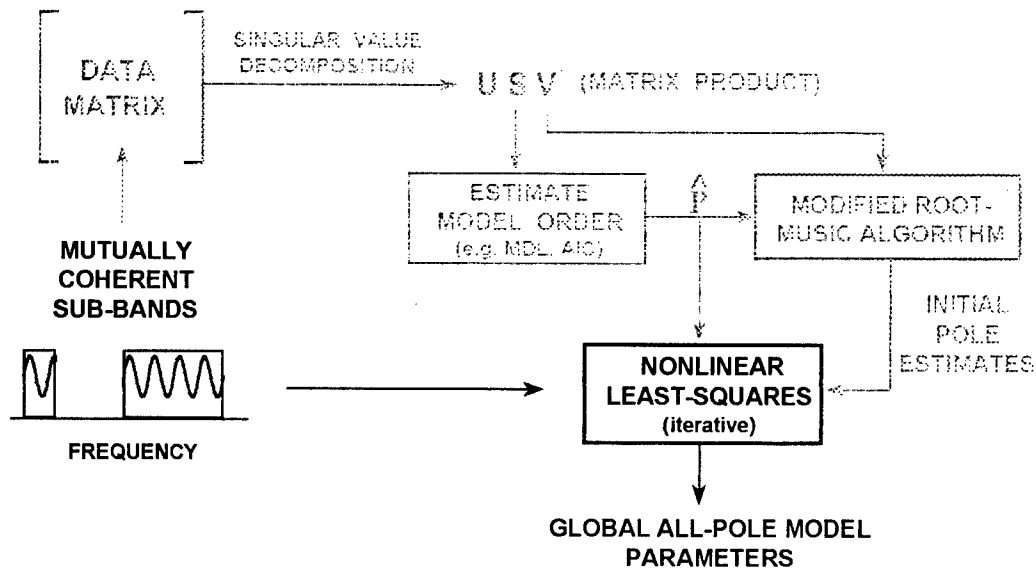 SINGULAR VALUE
DECOMPOSITION
DATA
MATRIX
U S V (MATRIX PRODUCT)
ESTIMATE
MODEL ORDER
(e.g. MDL, AIC)
P̂
MODIFIED ROOT-
MUSIC ALGORITHM
MUTUALLY
COHERENT
SUB-BANDS
INITIAL
POLE
ESTIMATES
NONLINEAR
LEAST-SQUARES
(iterative)
FREQUENCY
GLOBAL ALL-POLE MODEL
PARAMETERS